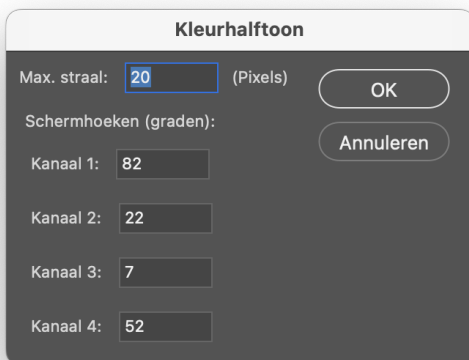 Kleurhalftoon
Max. straal: 20 (Pixels)
OK
Schermhoeken (graden):
Annuleren
Kanaal 1: 82
Kanaal 2: 22
Kanaal 3: 7
Kanaal 4: 52